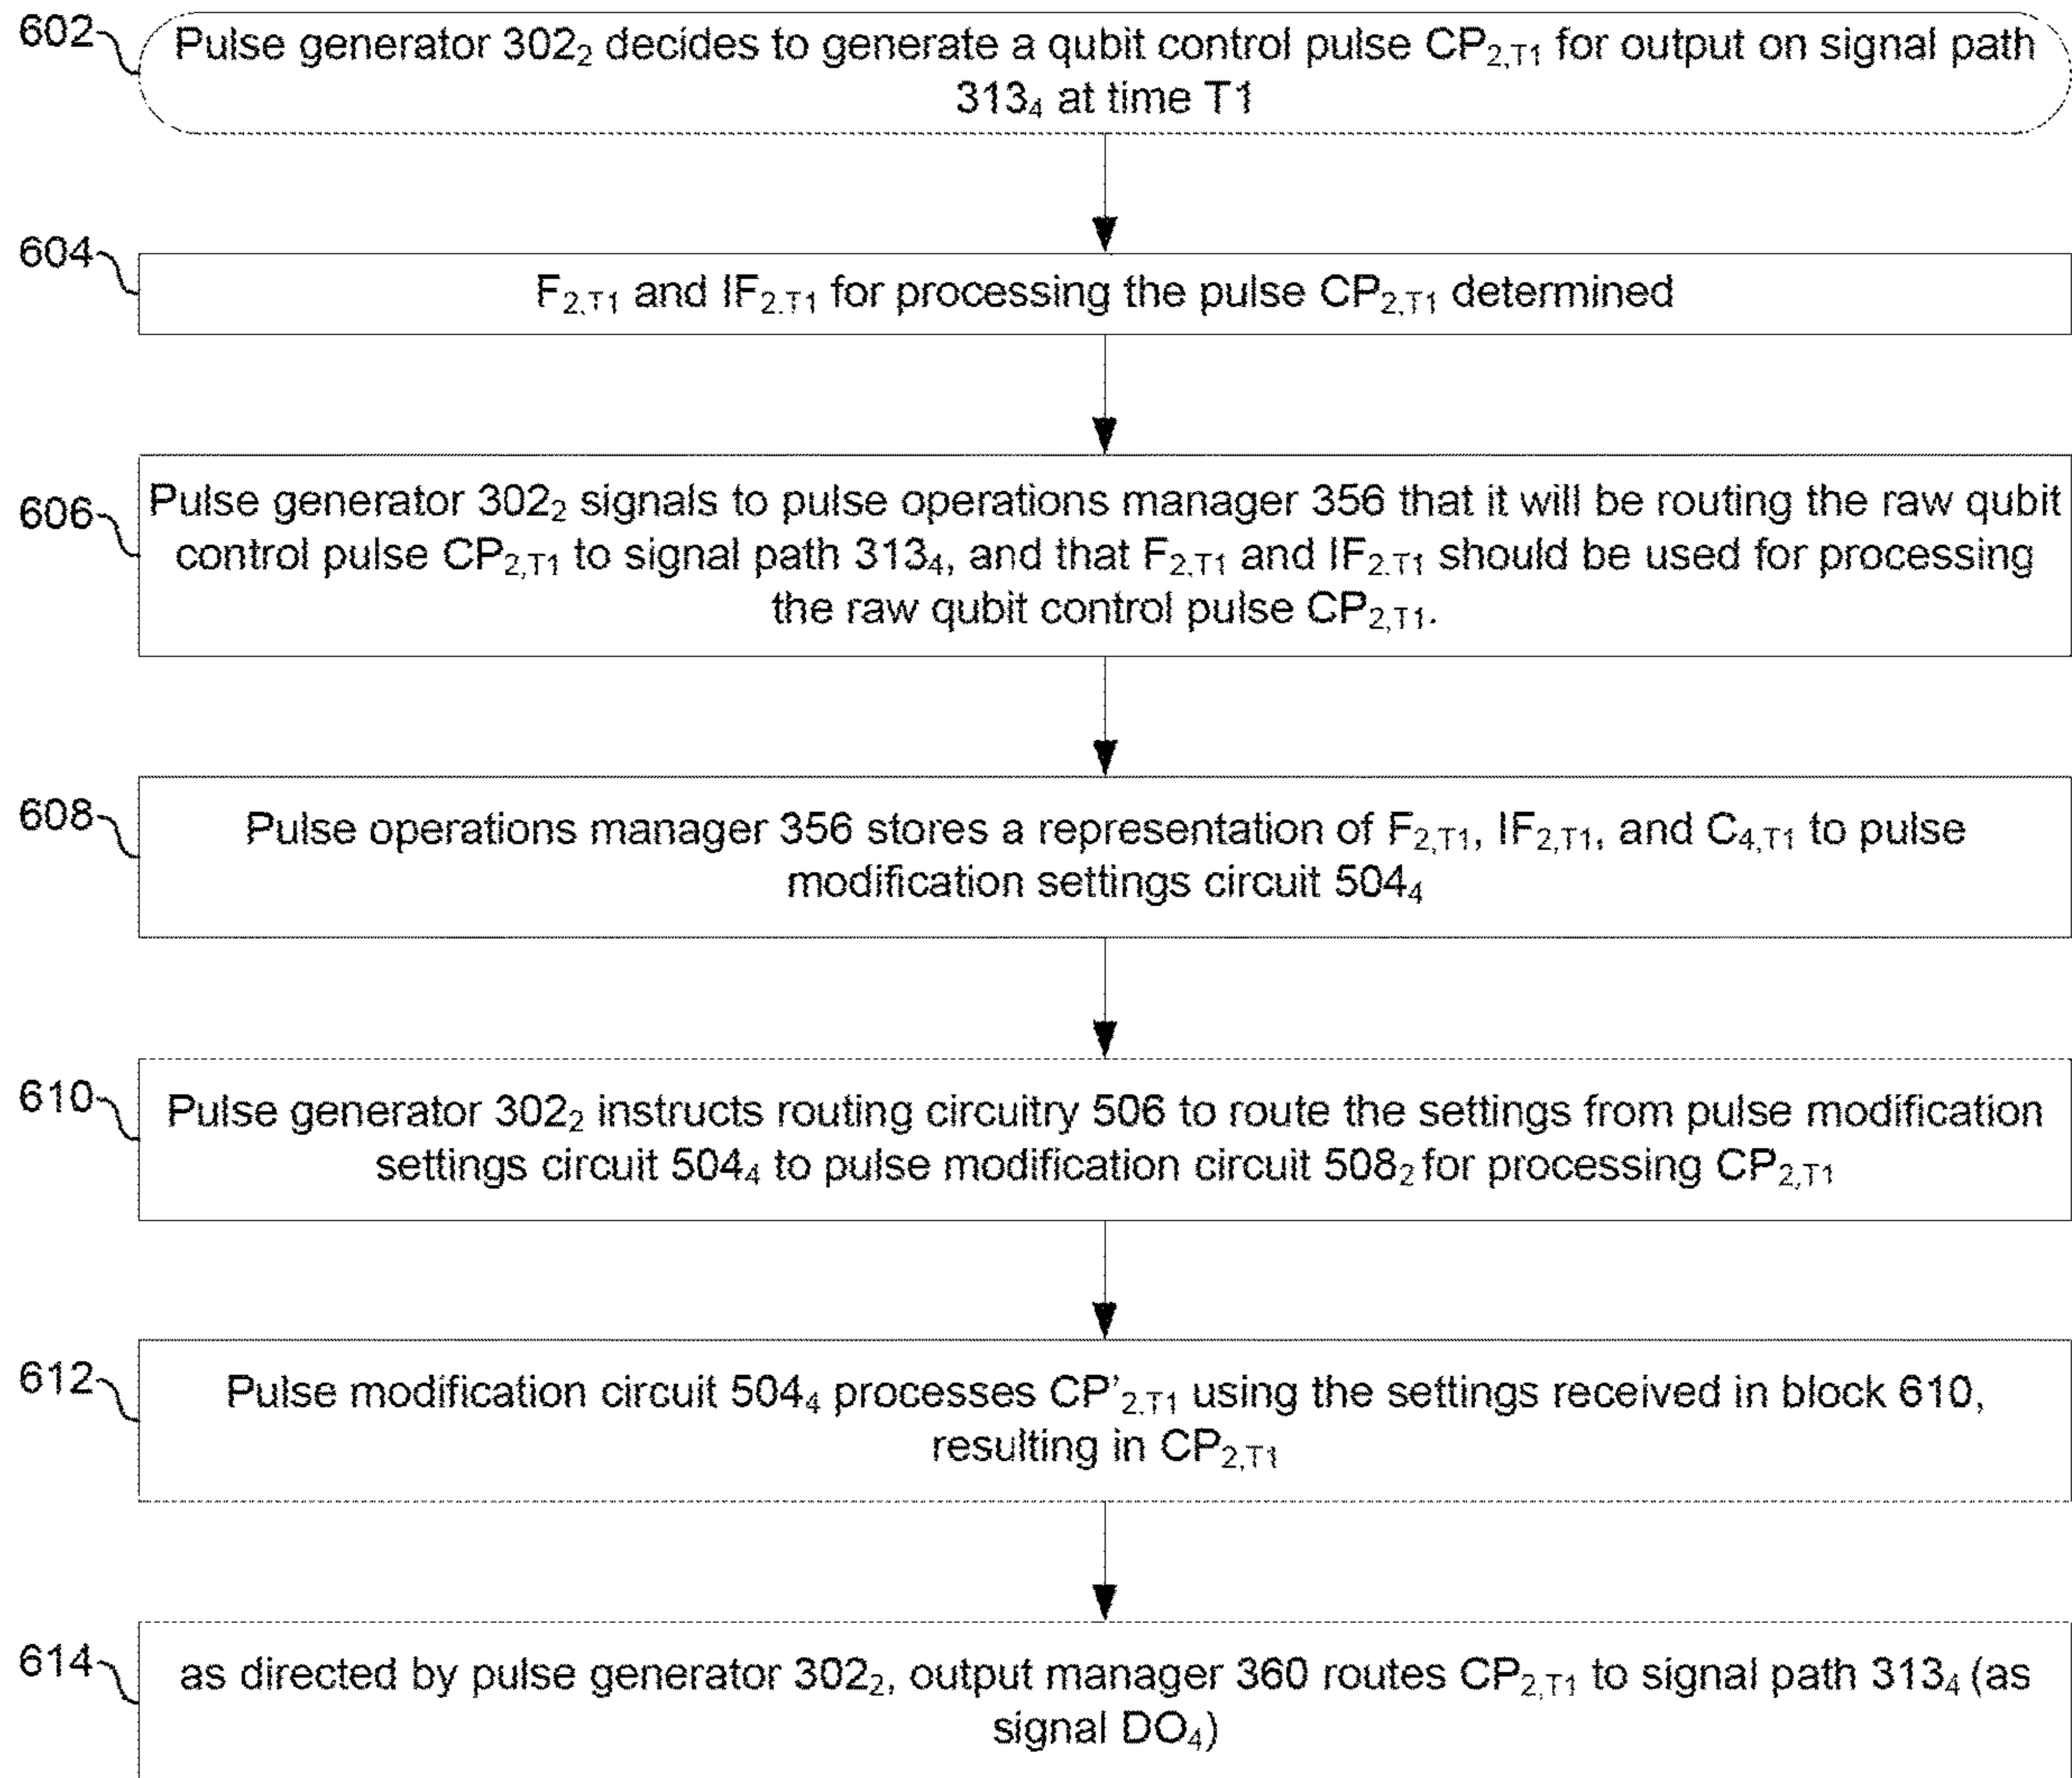 602
Pulse generator 302₂ decides to generate a qubit control pulse CP₂,T1 for output on signal path
313₄ at time T1
604
F₂,T1 and IF₂.T1 for processing the pulse CP₂,T1 determined
606
Pulse generator 302₂ signals to pulse operations manager 356 that it will be routing the raw qubit
control pulse CP₂,T1 to signal path 313₄, and that F₂,T1 and IF₂.T1 should be used for processing
the raw qubit control pulse CP₂,T1.
608
Pulse operations manager 356 stores a representation of F₂,T1, IF₂,T1, and C₄,T1 to pulse
modification settings circuit 504₄
610
Pulse generator 302₂ instructs routing circuitry 506 to route the settings from pulse modification
settings circuit 504₄ to pulse modification circuit 508₂ for processing CP₂,T1
612
Pulse modification circuit 504₄ processes CP'₂.T1 using the settings received in block 610,
resulting in CP₂,T1
614
as directed by pulse generator 302₂, output manager 360 routes CP₂,T1 to signal path 313₄ (as
signal DO₄)